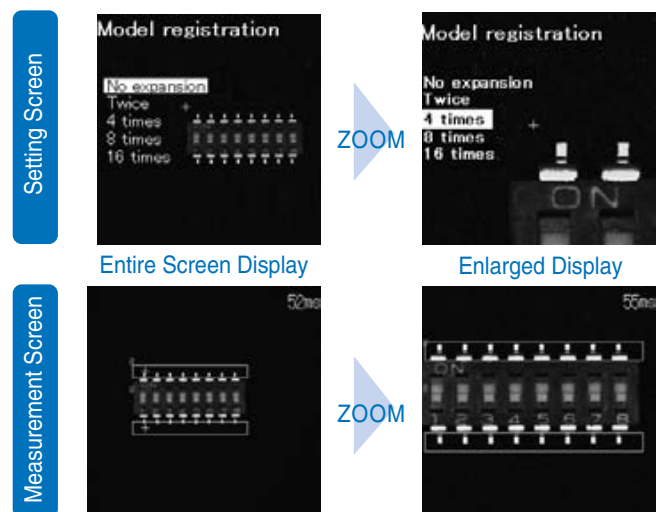 Setting Screen
Model registration
No expansion
Twice
4 times
8 times
16 times
ZOOM
Model registration
No expansion
Twice
4 times
8 times
16 times
ON
Entire Screen Display
Enlarged Display
Measurement Screen
52ms
ZOOM
55ms
ON
1 2 3 4 5 6 7 8